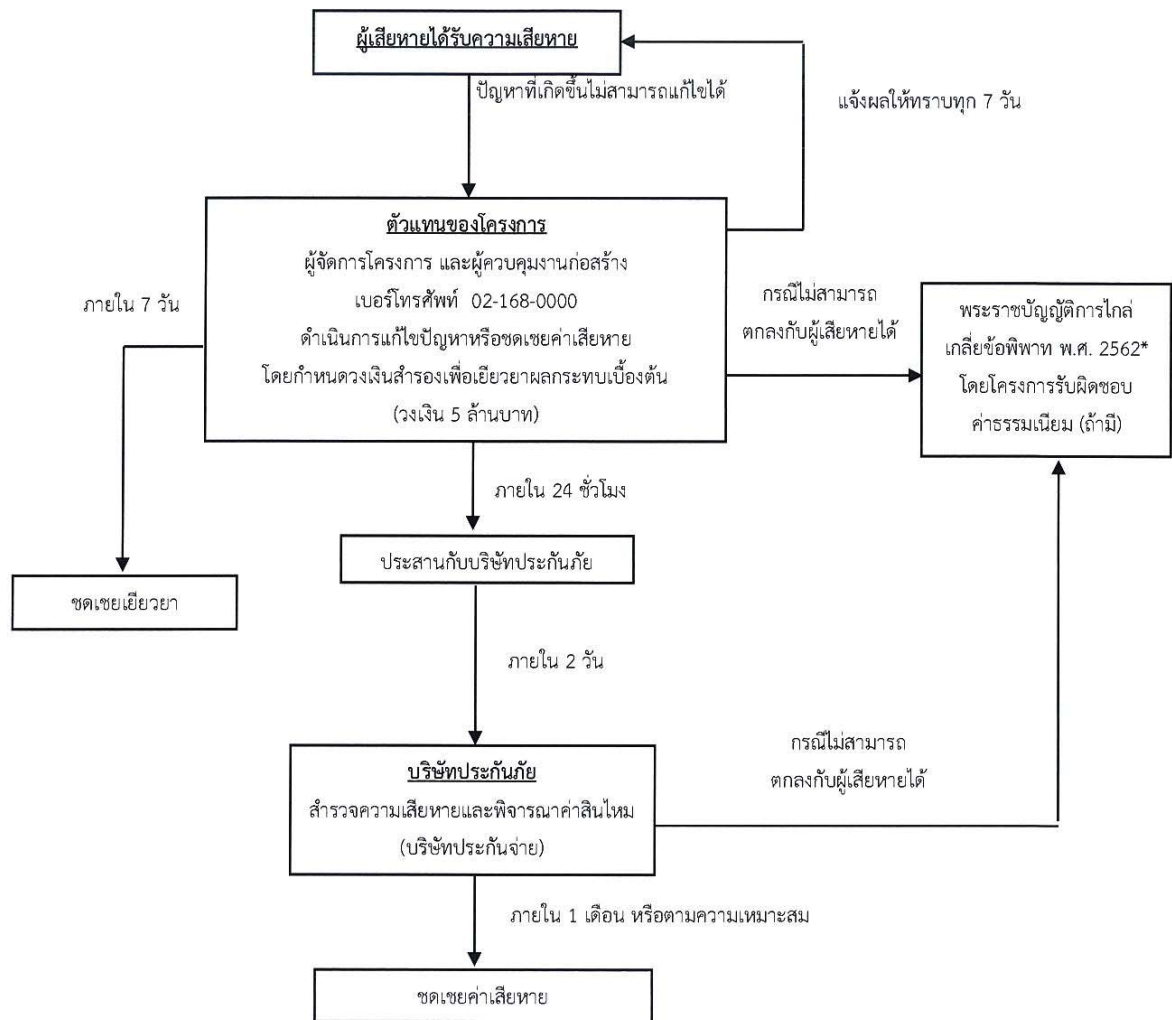 ผู้เสียหายได้รับความเสียหาย
ปัญหาที่เกิดขึ้นไม่สามารถแก้ไขได้
แจ้งผลให้ทราบทุก 7 วัน
ตัวแทนของโครงการ
ผู้จัดการโครงการ และผู้ควบคุมงานก่อสร้าง
เบอร์โทรศัพท์ 02-168-0000
ดำเนินการแก้ไขปัญหาหรือชดเชยค่าเสียหาย
โดยกำหนดวงเงินสำรองเพื่อเยียวยาผลกระทบเบื้องต้น
(วงเงิน 5 ล้านบาท)
ภายใน 7 วัน
กรณีไม่สามารถ
ตกลงกับผู้เสียหายได้
พระราชบัญญัติการไกล่
เกลี่ยข้อพิพาท พ.ศ. 2562*
โดยโครงการรับผิดชอบ
ค่าธรรมเนียม (ถ้ามี)
ภายใน 24 ชั่วโมง
ประสานกับบริษัทประกันภัย
ชดเชยเยียวยา
ภายใน 2 วัน
บริษัทประกันภัย
สำรวจความเสียหายและพิจารณาค่าสินไหม
(บริษัทประกันจ่าย)
กรณีไม่สามารถ
ตกลงกับผู้เสียหายได้
ภายใน 1 เดือน หรือตามความเหมาะสม
ชดเชยค่าเสียหาย